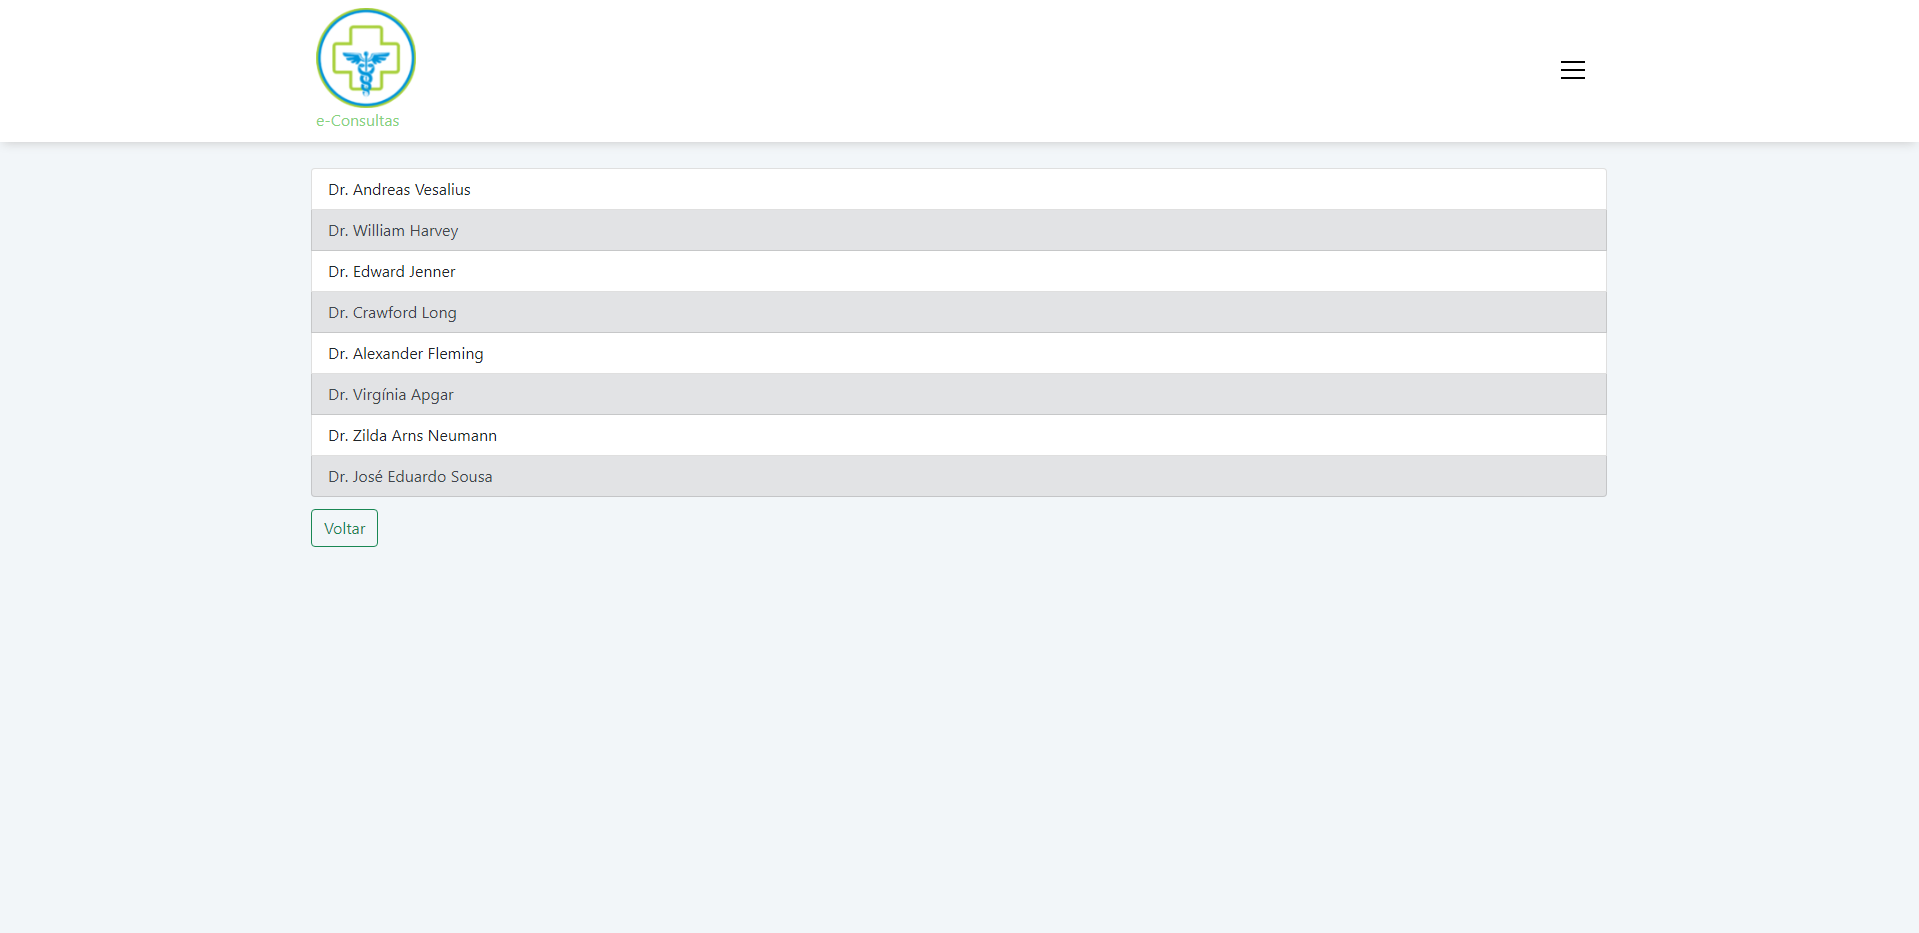 e-Consultas
Dr. Andreas Vesalius
Dr. William Harvey
Dr. Edward Jenner
Dr. Crawford Long
Dr. Alexander Fleming
Dr. Virgínia Apgar
Dr. Zilda Arns Neumann
Dr. José Eduardo Sousa
Voltar